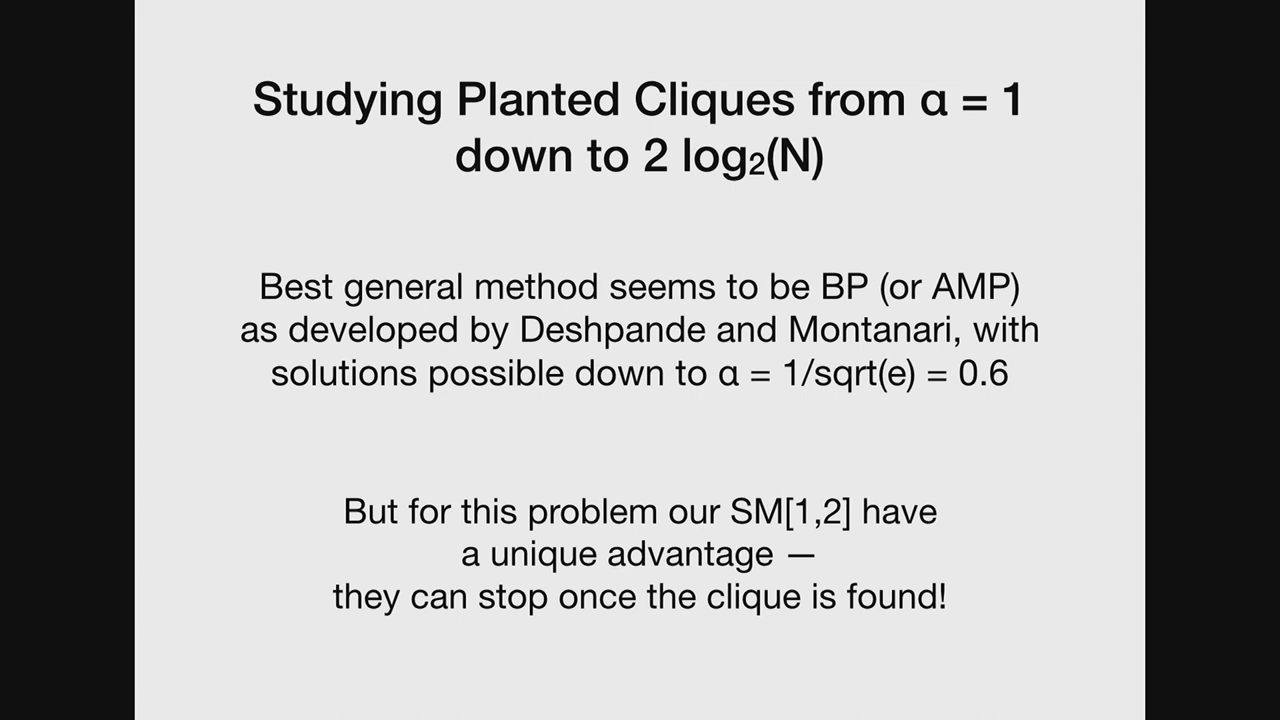 Studying Planted Cliques from α = 1
down to 2 log₂(N)
Best general method seems to be BP (or AMP)
as developed by Deshpande and Montanari, with
solutions possible down to α = 1/sqrt(e) = 0.6
But for this problem our SM[1,2] have
a unique advantage —
they can stop once the clique is found!